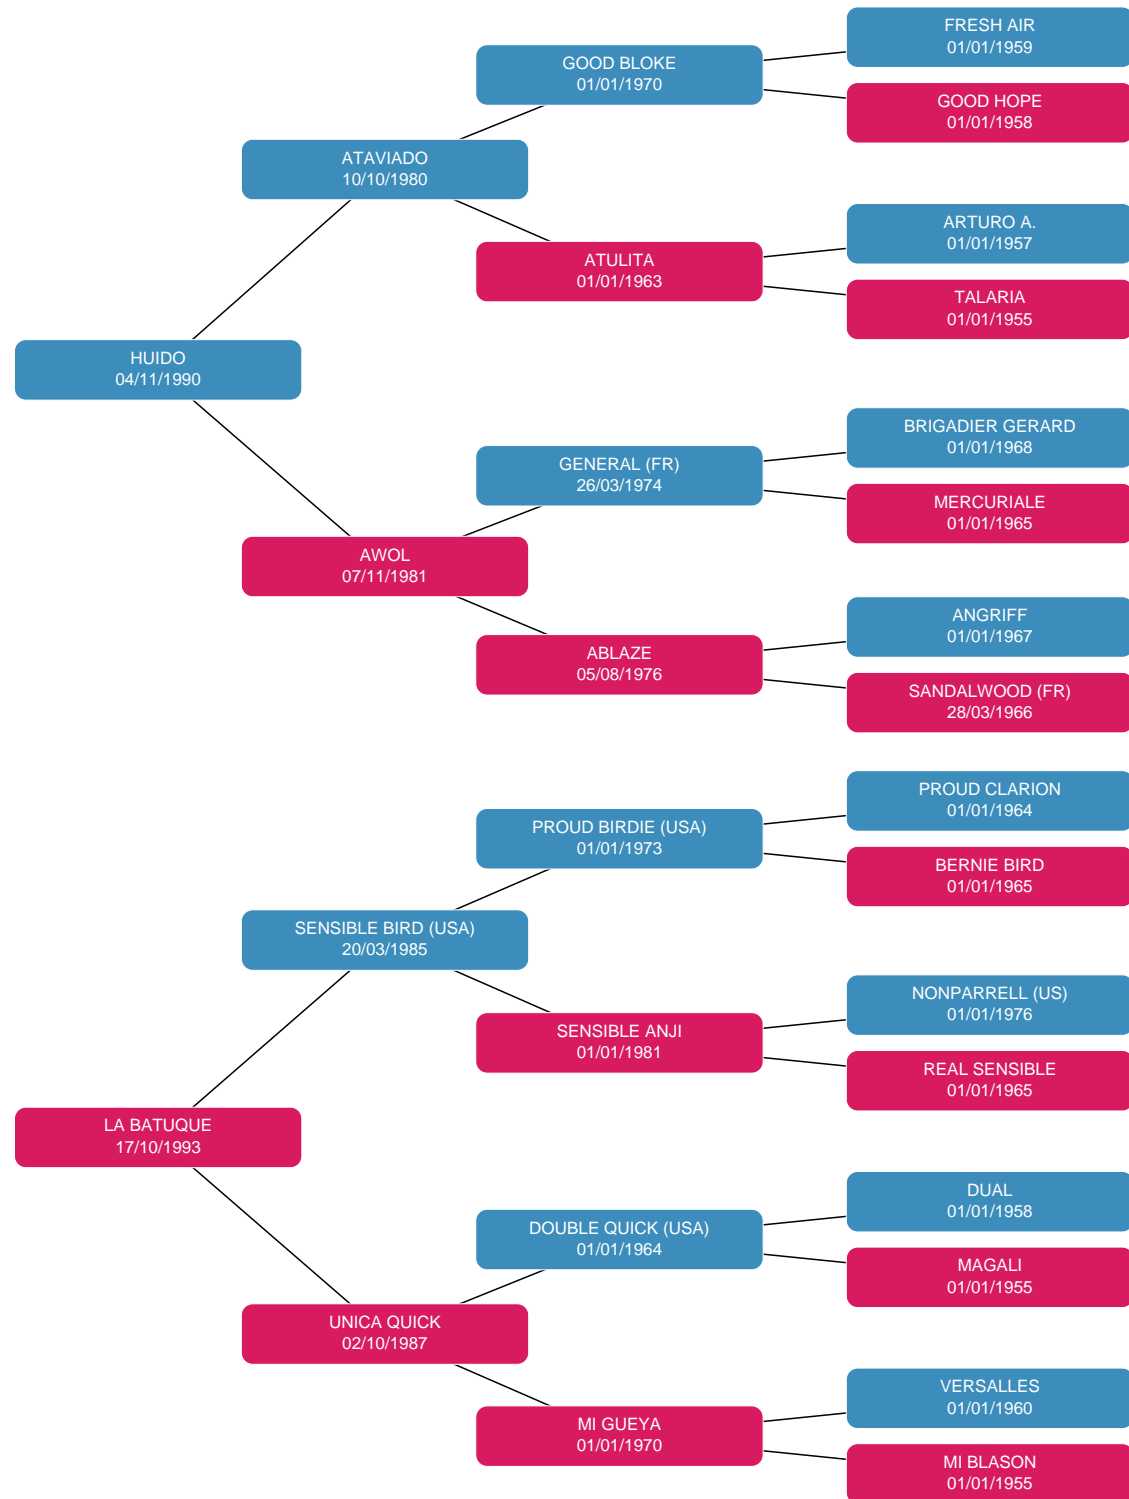 FRESH AIR
01/01/1959
GOOD BLOKE
01/01/1970
GOOD HOPE
01/01/1958
ATAVIADO
10/10/1980
ARTURO A.
01/01/1957
ATULITA
01/01/1963
TALARIA
01/01/1955
HUIDO
04/11/1990
BRIGADIER GERARD
01/01/1968
GENERAL (FR)
26/03/1974
MERCURIALE
01/01/1965
AWOL
07/11/1981
ANGRIFF
01/01/1967
ABLAZE
05/08/1976
SANDALWOOD (FR)
28/03/1966
PROUD CLARION
01/01/1964
PROUD BIRDIE (USA)
01/01/1973
BERNIE BIRD
01/01/1965
SENSIBLE BIRD (USA)
20/03/1985
NONPARRELL (US)
01/01/1976
SENSIBLE ANJI
01/01/1981
REAL SENSIBLE
01/01/1965
LA BATUQUE
17/10/1993
DUAL
01/01/1958
DOUBLE QUICK (USA)
01/01/1964
MAGALI
01/01/1955
UNICA QUICK
02/10/1987
VERSALLES
01/01/1960
MI GUEYA
01/01/1970
MI BLASON
01/01/1955